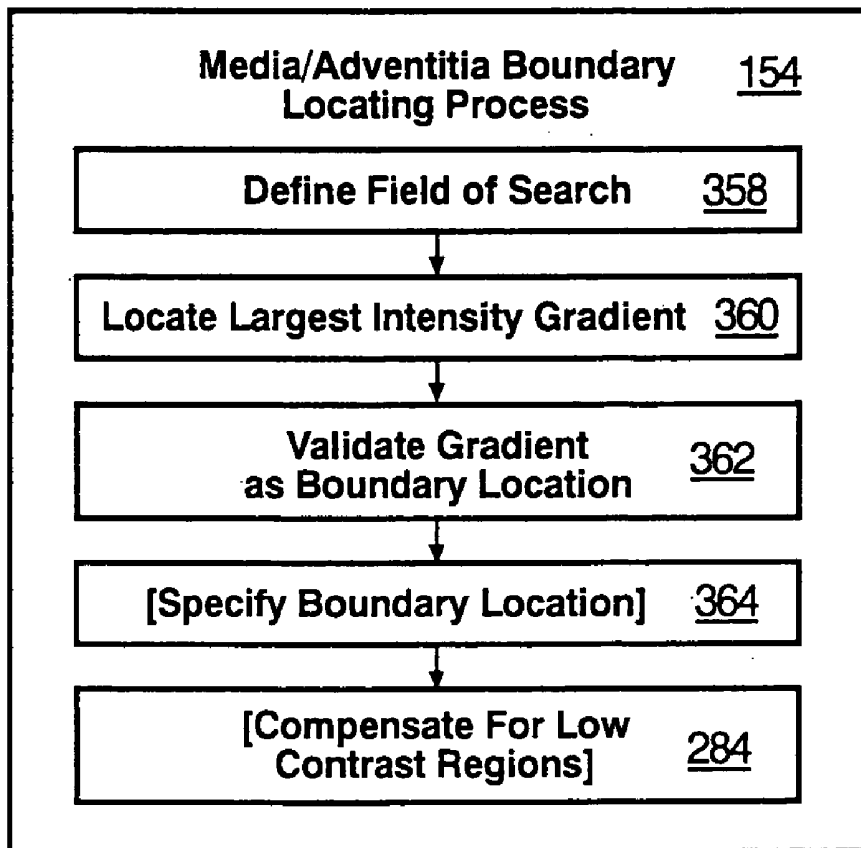 Media/Adventitia Boundary 154
Locating Process
Define Field of Search 358
Locate Largest Intensity Gradient 360
Validate Gradient 362
as Boundary Location
[Specify Boundary Location] 364
[Compensate For Low 284
Contrast Regions]